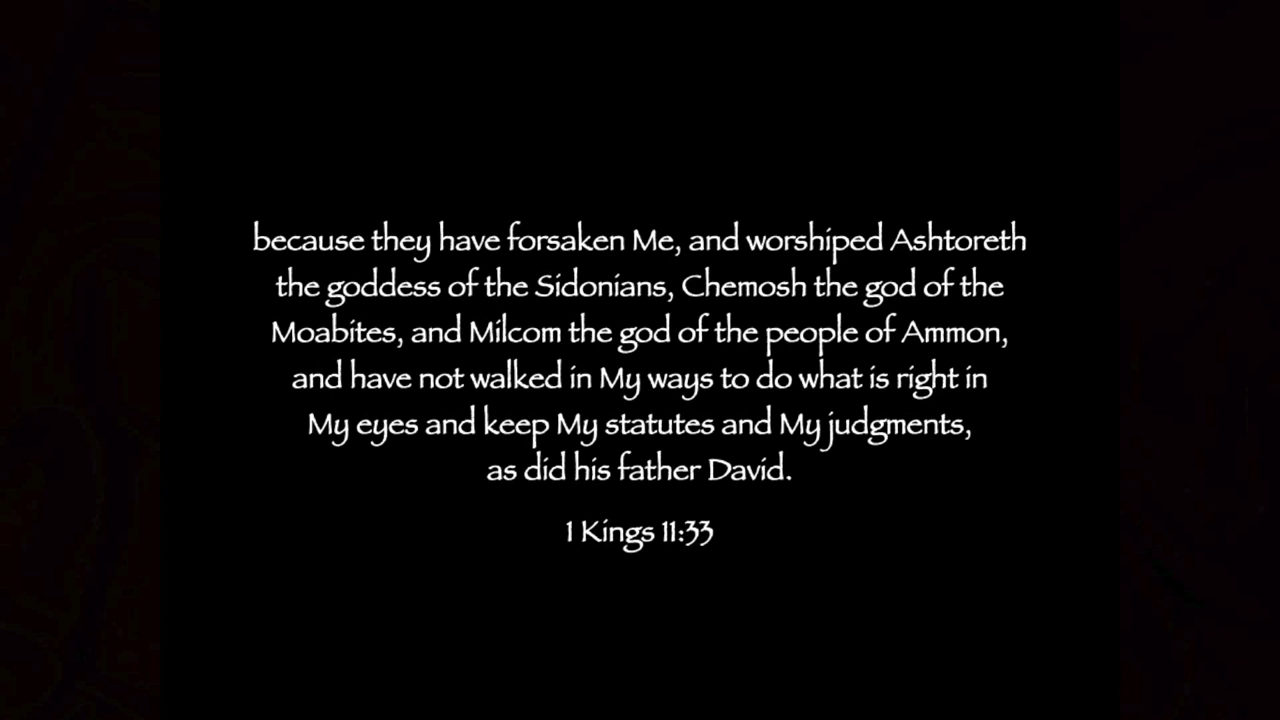 because they have forsaken Me, and worshiped Ashtoreth
the goddess of the Sidonians, Chemosh the god of the
Moabites, and Milcom the god of the people of Ammon,
and have not walked in My ways to do what is right in
My eyes and keep My statutes and My judgments,
as did his father David.
1 Kings 11:33